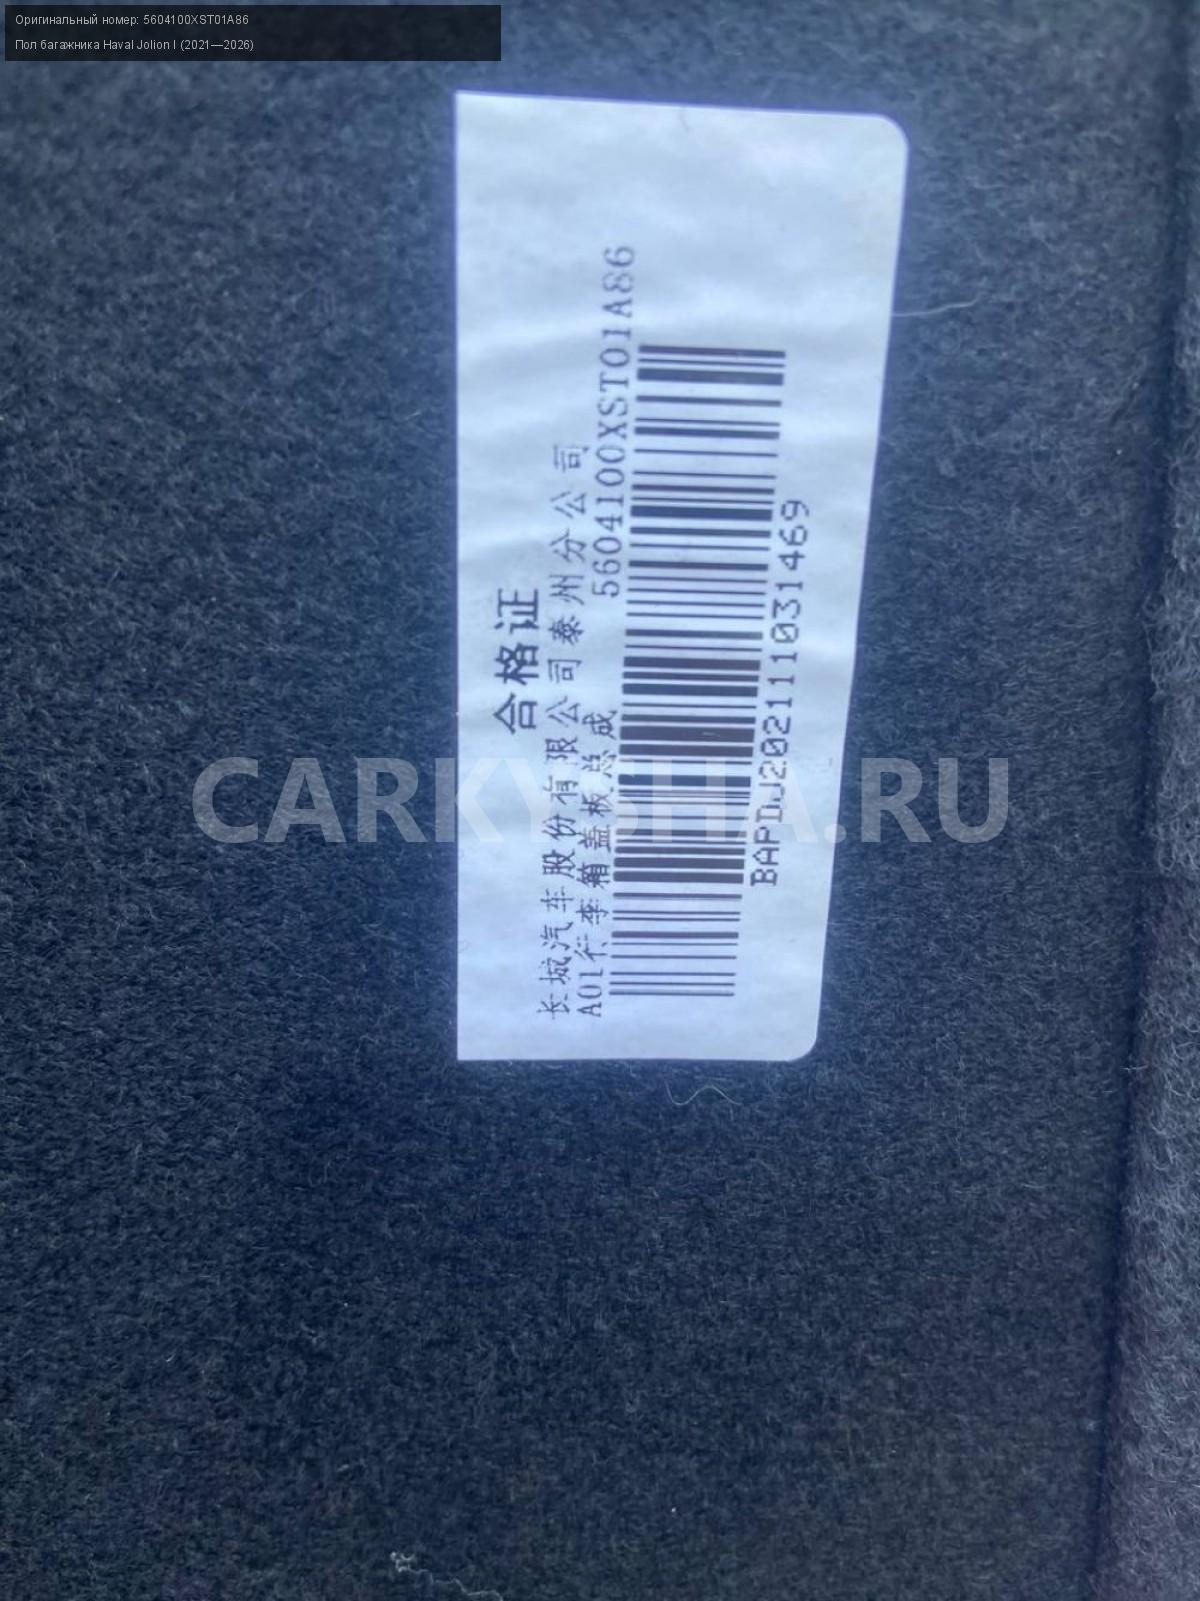 Оригинальный номер: 5604100XST01A86
Пол багажника Haval Jolion I (2021—2026)
合格证
长城汽车股份有限公司泰州分公司
A01行李箱盖板总成 5604100XST01A86
BAPDJ20211031469
CARKYSHA.RU